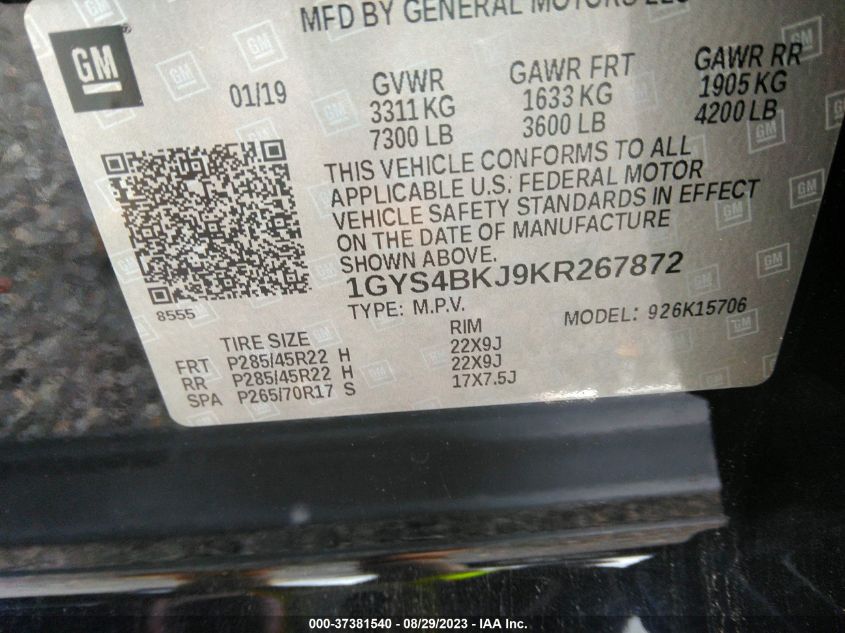 MFD BY GENERAL MOTORS LLC
GM
01/19
GVWR
3311 KG
7300 LB
GAWR FRT
1633 KG
3600 LB
GAWR RR
1905 KG
4200 LB
THIS VEHICLE CONFORMS TO ALL
APPLICABLE U.S. FEDERAL MOTOR
VEHICLE SAFETY STANDARDS IN EFFECT
ON THE DATE OF MANUFACTURE
SHOWN ABOVE.
1GYS4BKJ9KR267872
8555
TYPE: M.P.V.
MODEL: 926K15706
TIRE SIZE RIM
FRT P285/45R22 H 22X9J
RR P285/45R22 H 22X9J
SPA P265/70R17 S 17X7.5J
000-37381540 - 08/29/2023 - IAA Inc.